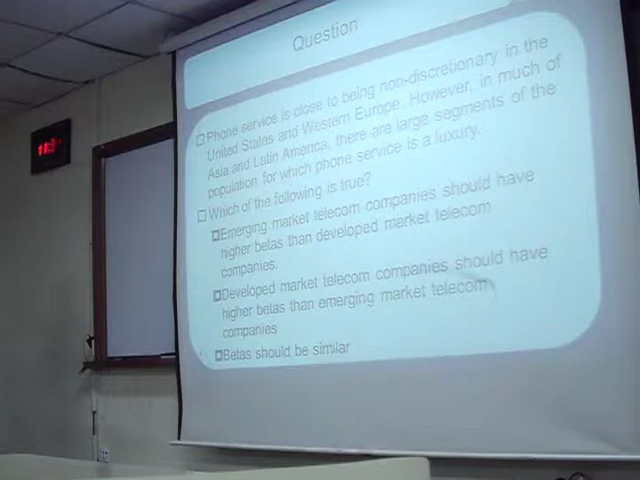 Question
Phone service is close to being non-discretionary in the
United States and Western Europe. However, in much of
Asia and Latin America, there are large segments of the
population for which phone service is a luxury.
Which of the following is true?
Emerging market telecom companies should have
higher betas than developed market telecom
companies.
Developed market telecom companies should have
higher betas than emerging market telecom
companies
Betas should be similar